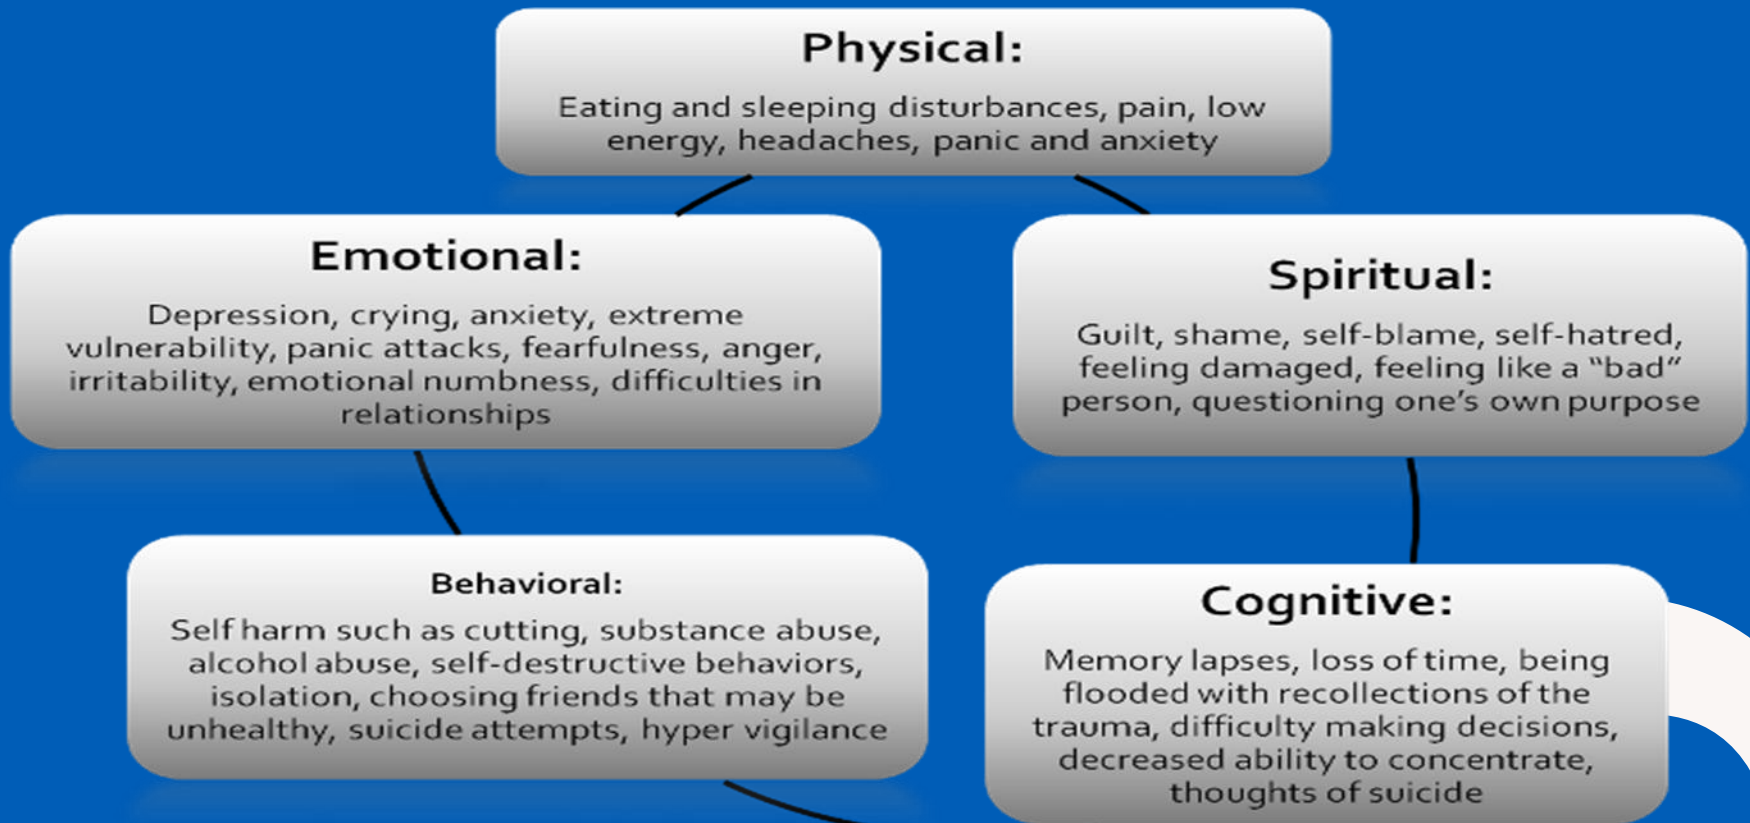 Physical:
Eating and sleeping disturbances, pain, low
energy, headaches, panic and anxiety
Emotional:
Depression, crying, anxiety, extreme
vulnerability, panic attacks, fearfulness, anger,
irritability, emotional numbness, difficulties in
relationships
Spiritual:
Guilt, shame, self-blame, self-hatred,
feeling damaged, feeling like a “bad”
person, questioning one’s own purpose
Behavioral:
Self harm such as cutting, substance abuse,
alcohol abuse, self-destructive behaviors,
isolation, choosing friends that may be
unhealthy, suicide attempts, hyper vigilance
Cognitive:
Memory lapses, loss of time, being
flooded with recollections of the
trauma, difficulty making decisions,
decreased ability to concentrate,
thoughts of suicide